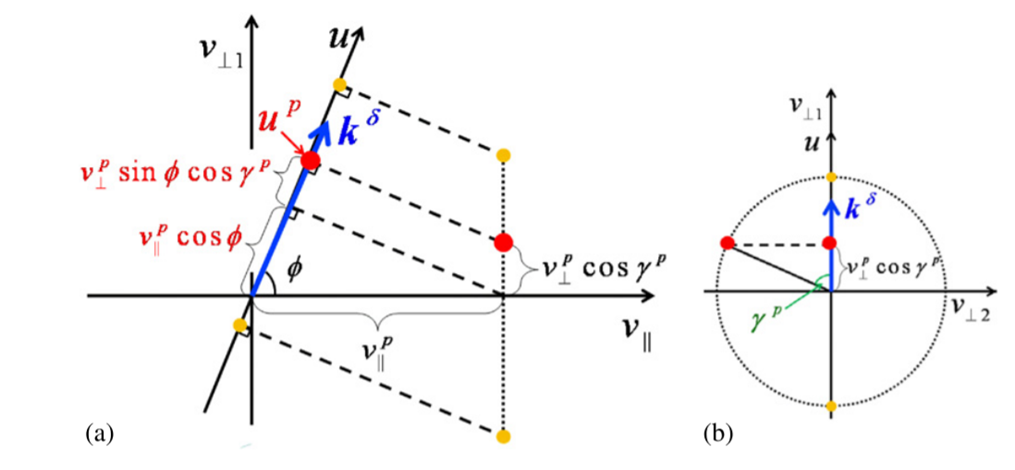 v⊥1
u
u^p
k^δ
v⊥^p sin ϕ cos γ^p
v∥^p cos ϕ
ϕ
v⊥^p cos γ^p
v∥
v∥^p
(a)
v⊥1
u
k^δ
v⊥^p cos γ^p
γ^p
v⊥2
(b)